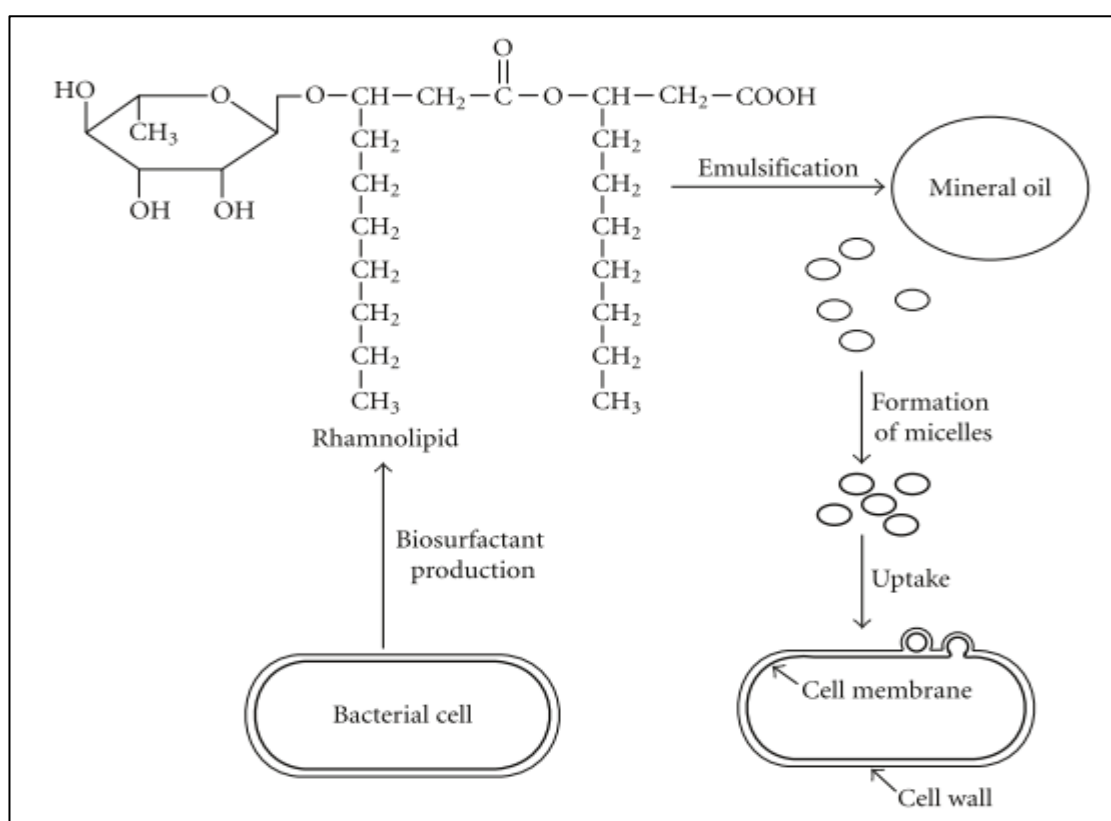 O
HO
O
O–CH–CH2–C–O–CH–CH2–COOH
CH3
OH
OH
CH2
CH2
CH2
CH2
CH2
CH2
CH3
CH2
CH2
CH2
CH2
CH2
CH2
CH3
Rhamnolipid
Emulsification
Mineral oil
Formation
of micelles
Biosurfactant
production
Uptake
Bacterial cell
Cell membrane
Cell wall